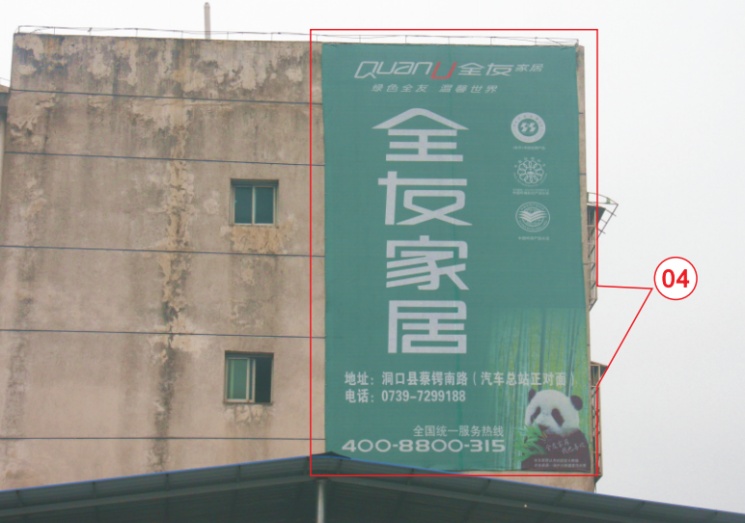 QUANU全友家居
绿色全友 温馨世界
全友家居
04
地址：洞口县蔡锷南路（汽车总站正对面）
电话：0739-7299188
全国统一服务热线
400-8800-315